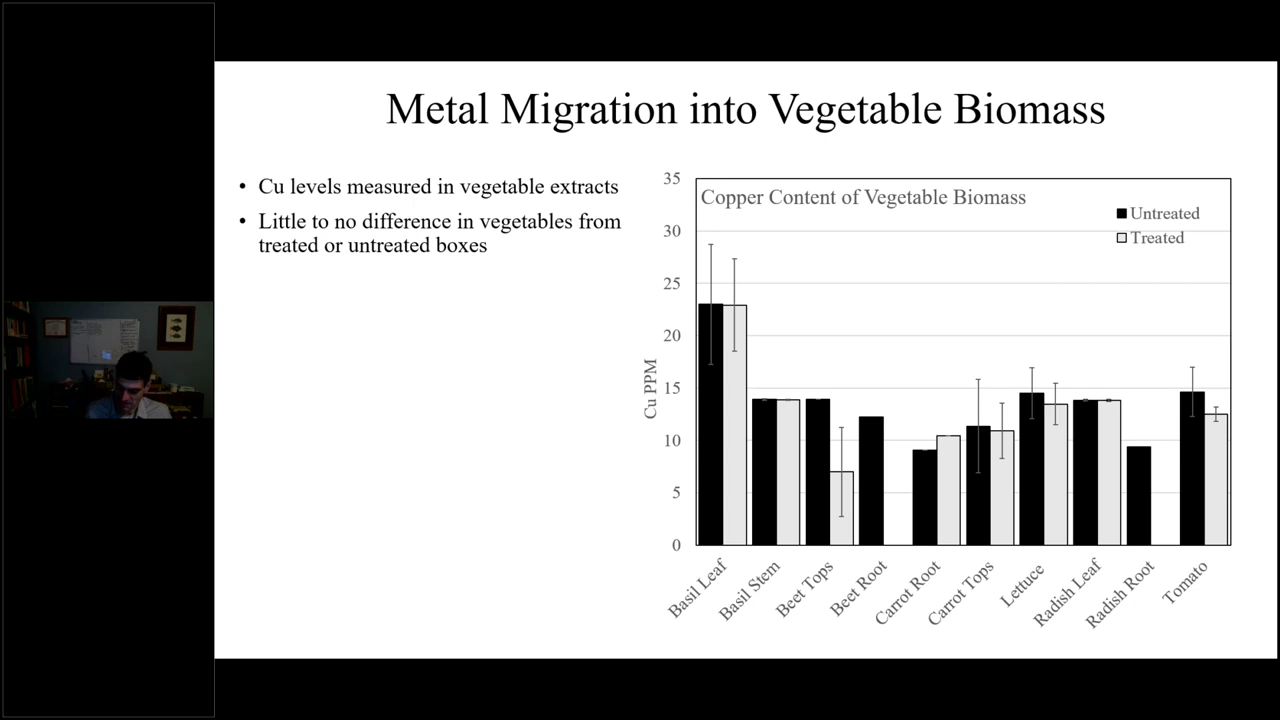 Metal Migration into Vegetable Biomass
• Cu levels measured in vegetable extracts
• Little to no difference in vegetables from
treated or untreated boxes
Copper Content of Vegetable Biomass
Untreated
Treated
Cu PPM
35
30
25
20
15
10
5
0
Basil Leaf
Basil Stem
Beet Tops
Beet Root
Carrot Root
Carrot Tops
Lettuce
Radish Leaf
Radish Root
Tomato